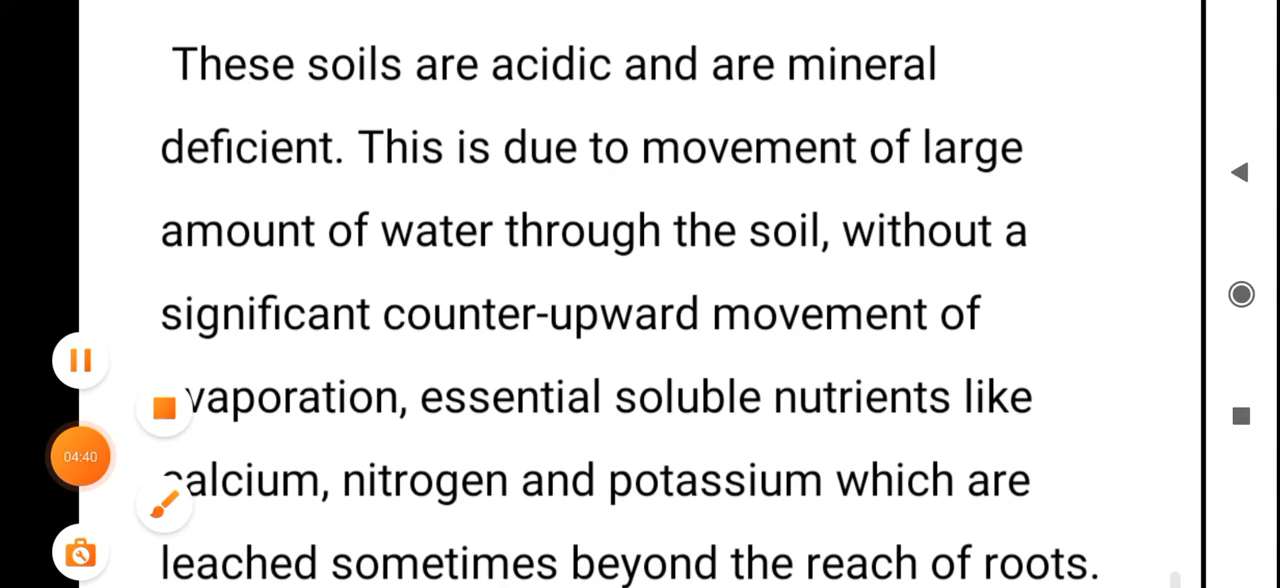 These soils are acidic and are mineral
deficient. This is due to movement of large
amount of water through the soil, without a
significant counter-upward movement of
vaporation, essential soluble nutrients like
calcium, nitrogen and potassium which are
04:40
leached sometimes beyond the reach of roots.